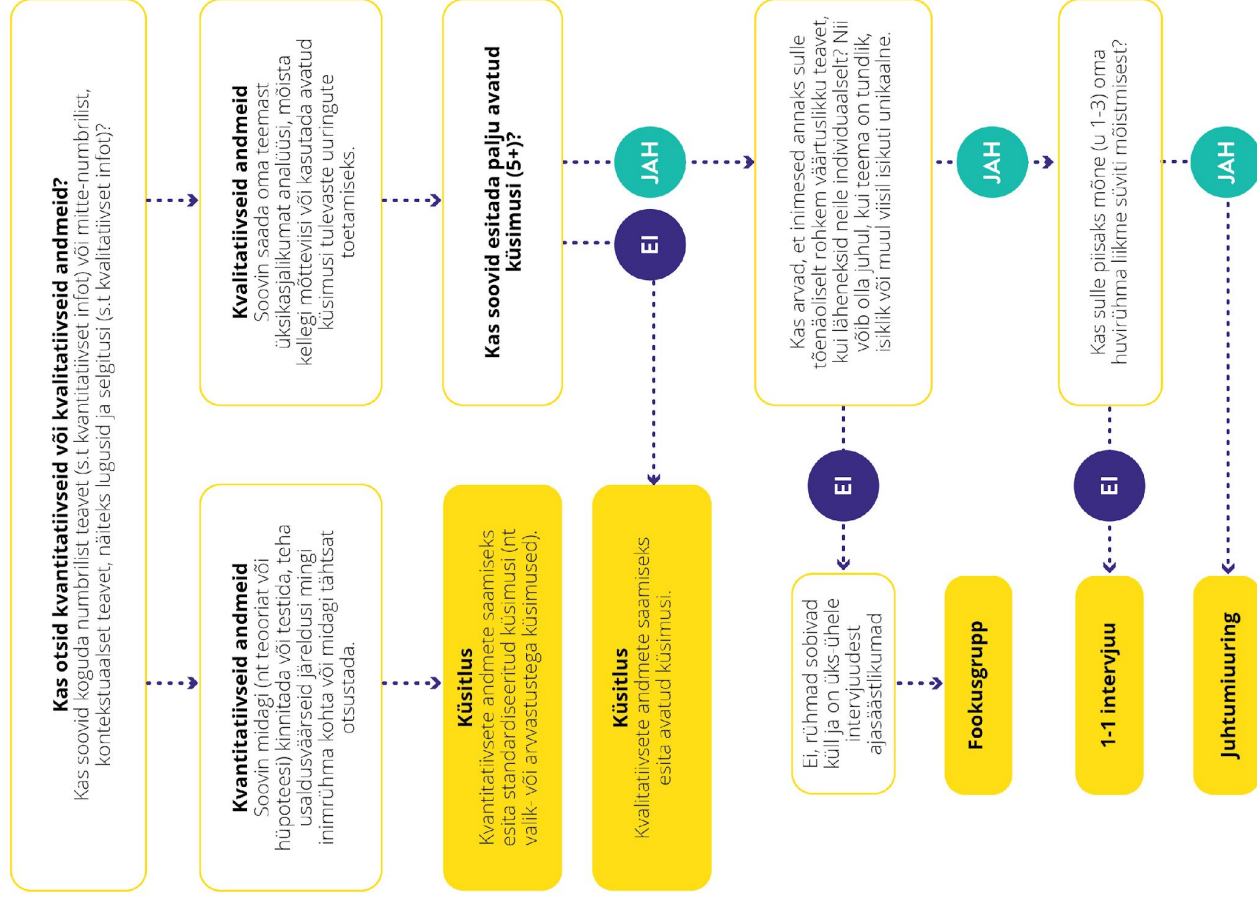 Kas otsid kvantitatiivseid või kvalitatiivseid andmeid?
Kas soovid koguda numbrilist teavet (s.t kvantitatiivset infot) või mitte-numbrilist,
kontekstuaalset teavet, näiteks lugusid ja selgitusi (s.t kvalitatiivset infot)?
Kvantitatiivseid andmeid
Soovin midagi (nt teooriat või
hüpoteesi) kinnitada või testida, teha
usaldusväärseid järeldusi mingi
inimrühma kohta või midagi tähtsat
otsustada.
Kvalitatiivseid andmeid
Soovin saada oma teemast
üksikasjalikumat analüüsi, mõista
kellegi mõtteviisi või kasutada avatud
küsimusi tulevaste uuringute
toetamiseks.
Küsitlus
Kvantitatiivsete andmete saamiseks
esita standardiseeritud küsimusi (nt
valik- või arvvastustega küsimused).
Kas soovid esitada palju avatud
küsimusi (5+)?
EI
JAH
Küsitlus
Kvalitatiivsete andmete saamiseks
esita avatud küsimusi.
Kas arvad, et inimesed annaks sulle
tõenäoliselt rohkem väärtuslikku teavet,
kui läheneksid neile individuaalselt? Nii
võib olla juhul, kui teema on tundlik,
isiklik või muul viisil isikuti unikaalne.
EI
JAH
Ei, rühmad sobivad
küll ja on üks-ühele
intervjuudest
ajasäästlikumad
Fookusgrupp
Kas sulle piisaks mõne (u 1-3) oma
huvirühma liikme süviti mõistmisest?
EI
JAH
1-1 intervjuu
Juhtumiuuring